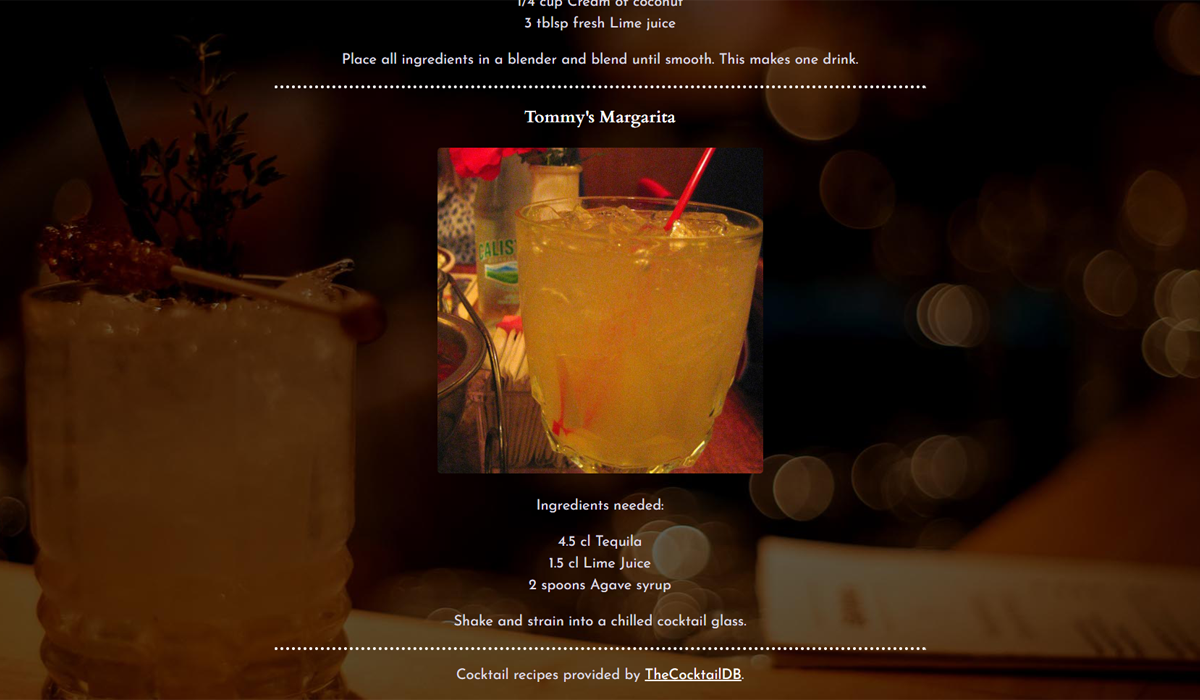 1/4 cup Cream of coconut
3 tblsp fresh Lime juice
Place all ingredients in a blender and blend until smooth. This makes one drink.
Tommy's Margarita
CALIS
Ingredients needed:
4.5 cl Tequila
1.5 cl Lime Juice
2 spoons Agave syrup
Shake and strain into a chilled cocktail glass.
Cocktail recipes provided by TheCocktailDB.